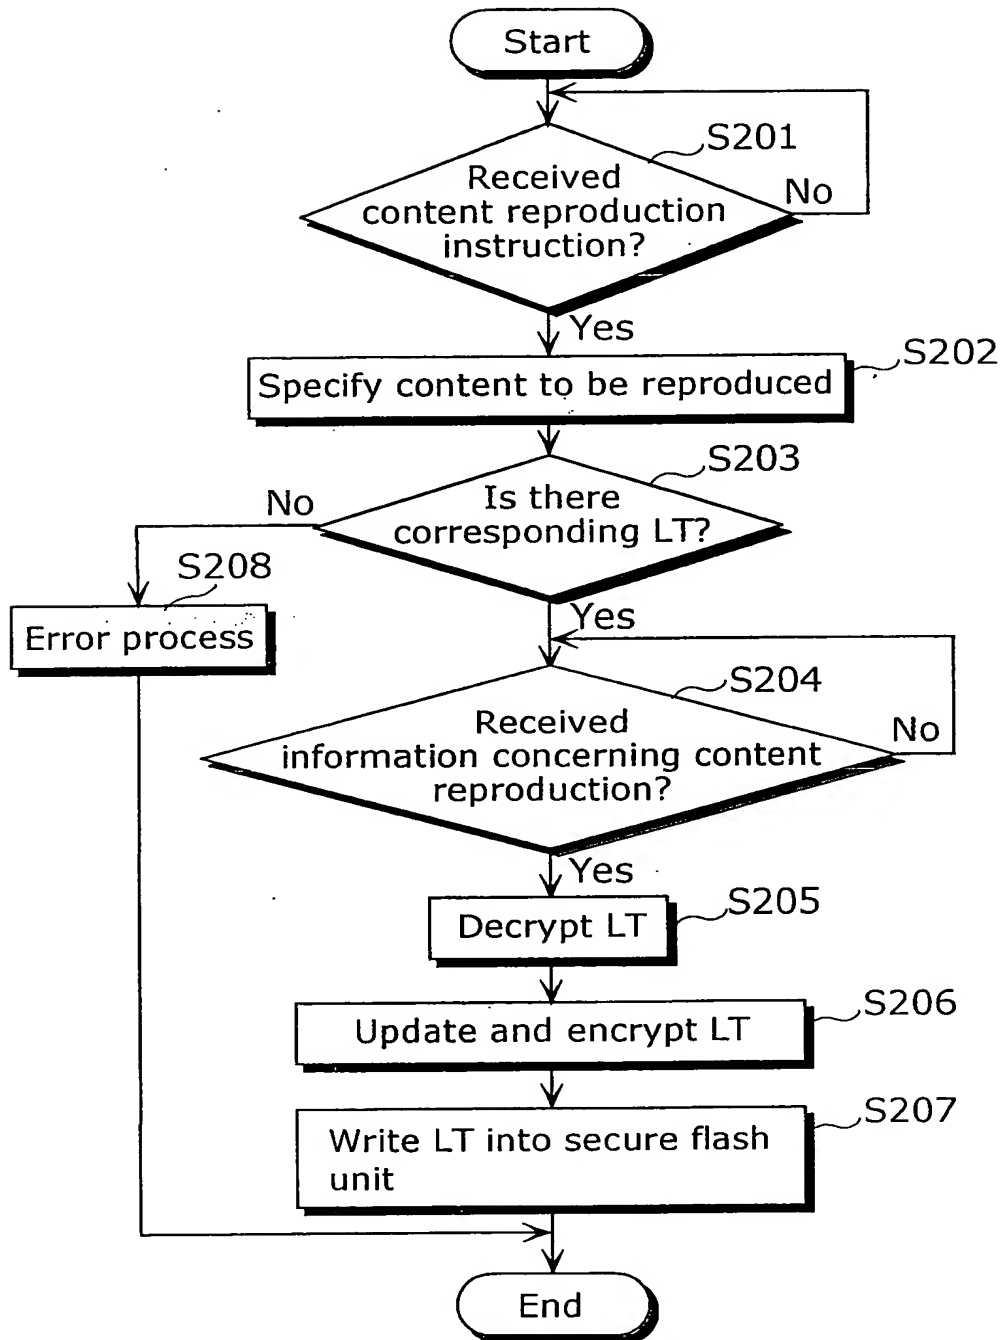 Start
S201
Received
content reproduction
instruction?
No
Yes
S202
Specify content to be reproduced
S203
Is there
corresponding LT?
No
Yes
S208
Error process
S204
Received
information concerning content
reproduction?
No
Yes
S205
Decrypt LT
S206
Update and encrypt LT
S207
Write LT into secure flash
unit
End